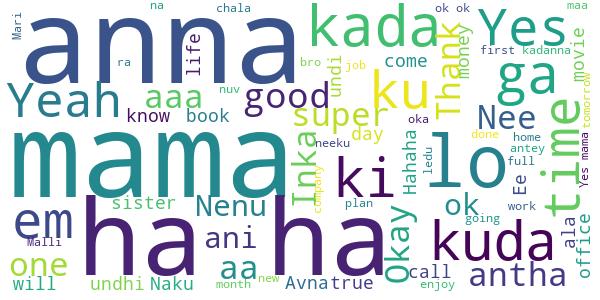 na chala ok ok maa
anna kada Yes
Mari ra life Thank money first kadanna movie
bro job come ga
Yeah aaa nuv good undi ku
know book super oka Nee tomorrow
mama day done home time
Inka neeku Hahaha lo antey
ki ledu full Yes mama
company Ee
sister Nenu plan ok work
em ha ha Okay going kuda ala office
Malli ani
one aa call antha
will undhi Naku month new Avna true enjoy